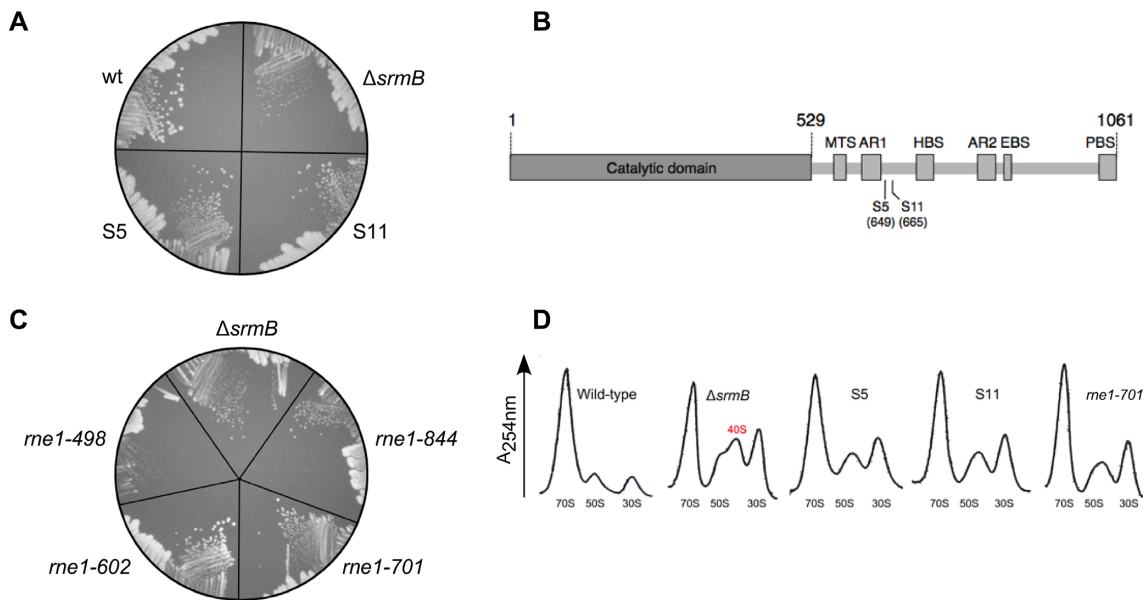 A
wt
ΔsrmB
S5
S11
B
1
529
1061
MTS AR1
HBS
AR2 EBS
PBS
Catalytic domain
S5
S11
(649) (665)
C
ΔsrmB
rne1-498
rne1-844
rne1-602
rne1-701
D
A254nm
Wild-type
ΔsrmB
S5
S11
rne1-701
40S
70S 50S 30S
70S 50S 30S
70S 50S 30S
70S 50S 30S
70S 50S 30S